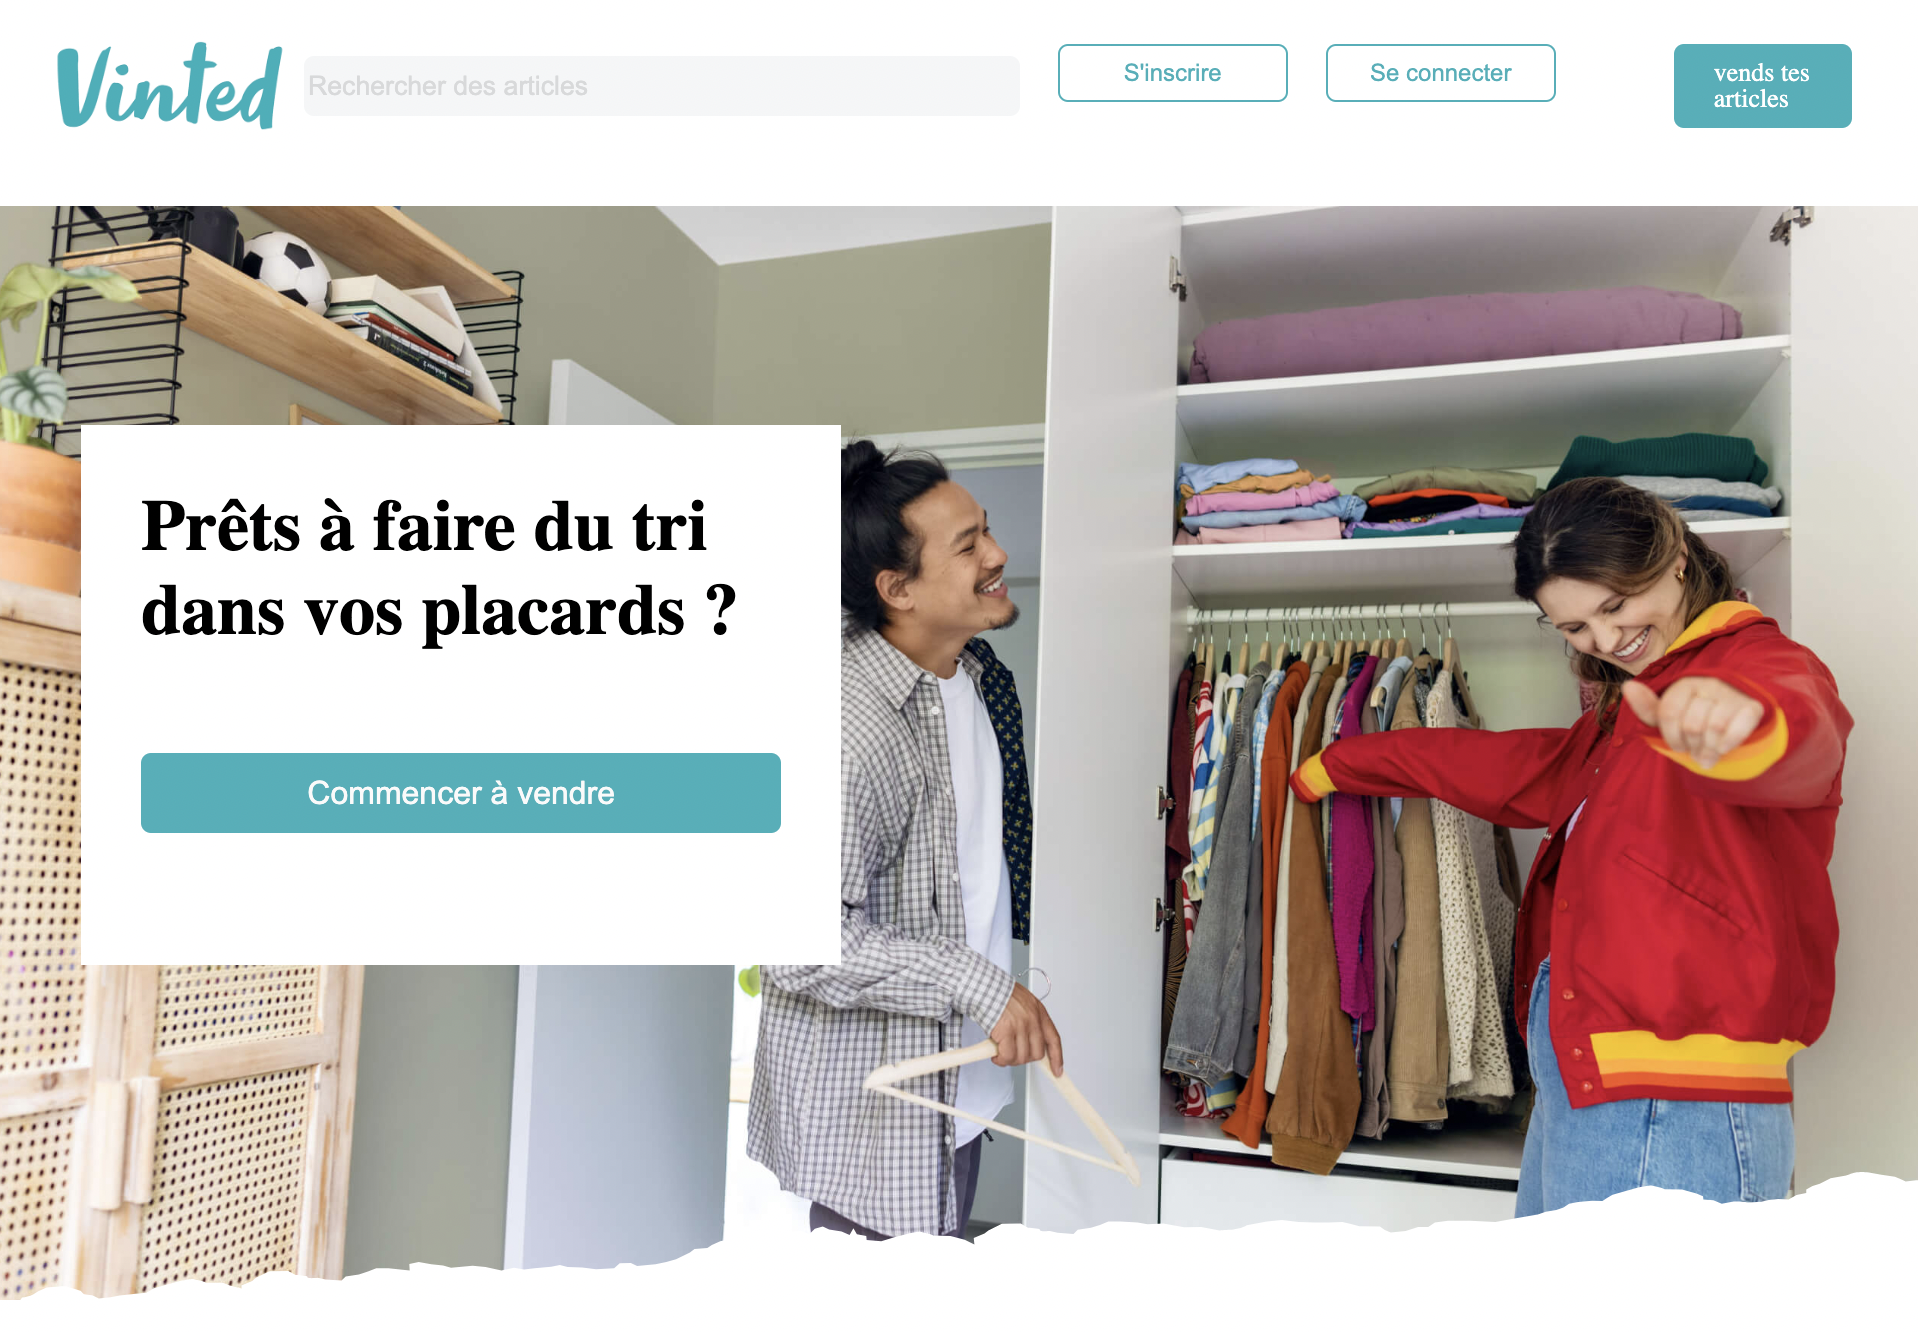 Vinted
Rechercher des articles
S'inscrire
Se connecter
vends tes
articles
Prêts à faire du tri
dans vos placards ?
Commencer à vendre